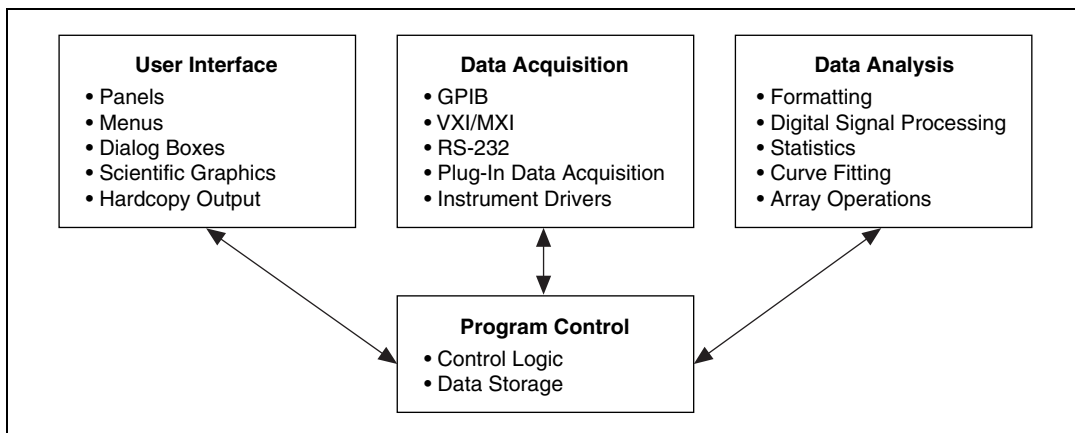 User Interface
• Panels
• Menus
• Dialog Boxes
• Scientific Graphics
• Hardcopy Output
Data Acquisition
• GPIB
• VXI/MXI
• RS-232
• Plug-In Data Acquisition
• Instrument Drivers
Data Analysis
• Formatting
• Digital Signal Processing
• Statistics
• Curve Fitting
• Array Operations
Program Control
• Control Logic
• Data Storage